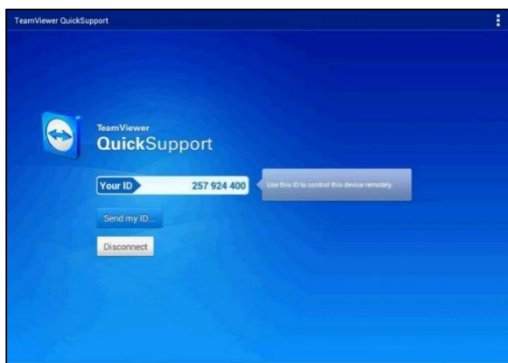 TeamViewer QuickSupport
TeamViewer
QuickSupport
Your ID
257 924 400
Use this ID to control this device remotely.
Send my ID...
Disconnect